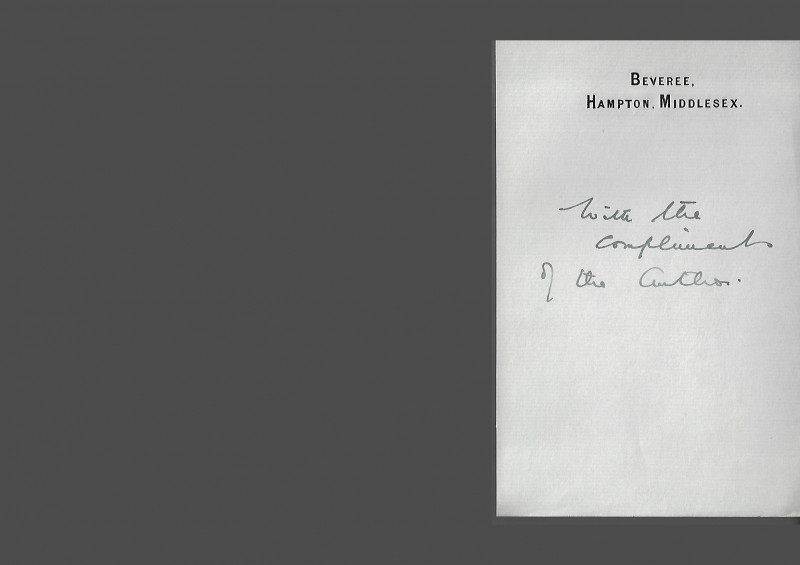 BEVEREE,
HAMPTON, MIDDLESEX.
With the
compliments
of the Author.